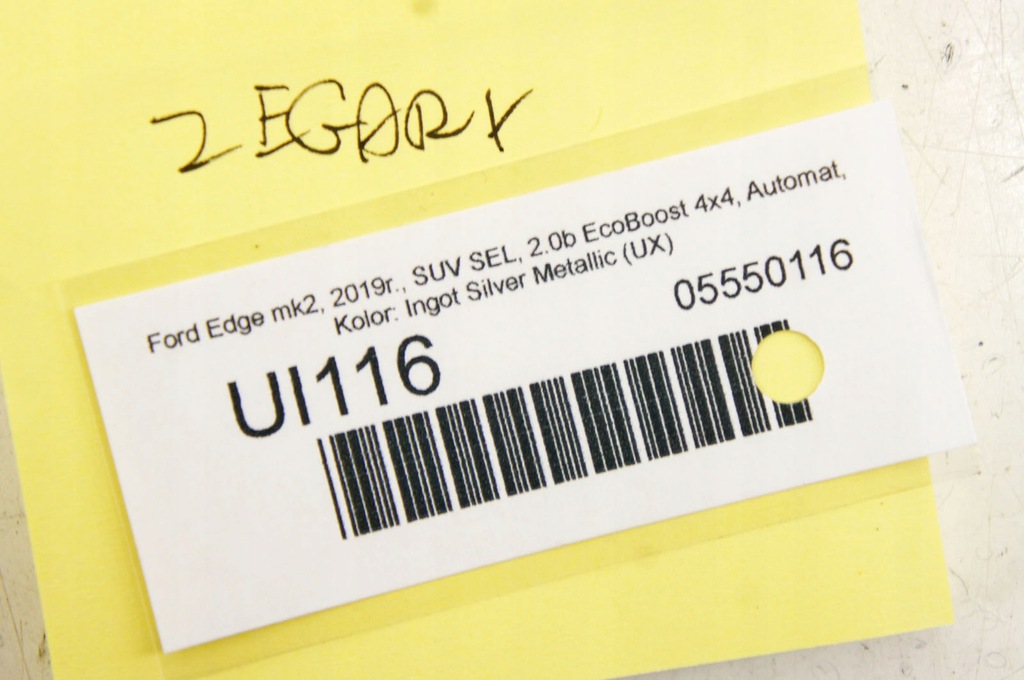 ZEGARY
Ford Edge mk2, 2019r., SUV SEL, 2.0b EcoBoost 4x4, Automat,
Kolor: Ingot Silver Metallic (UX)
05550116
UI116